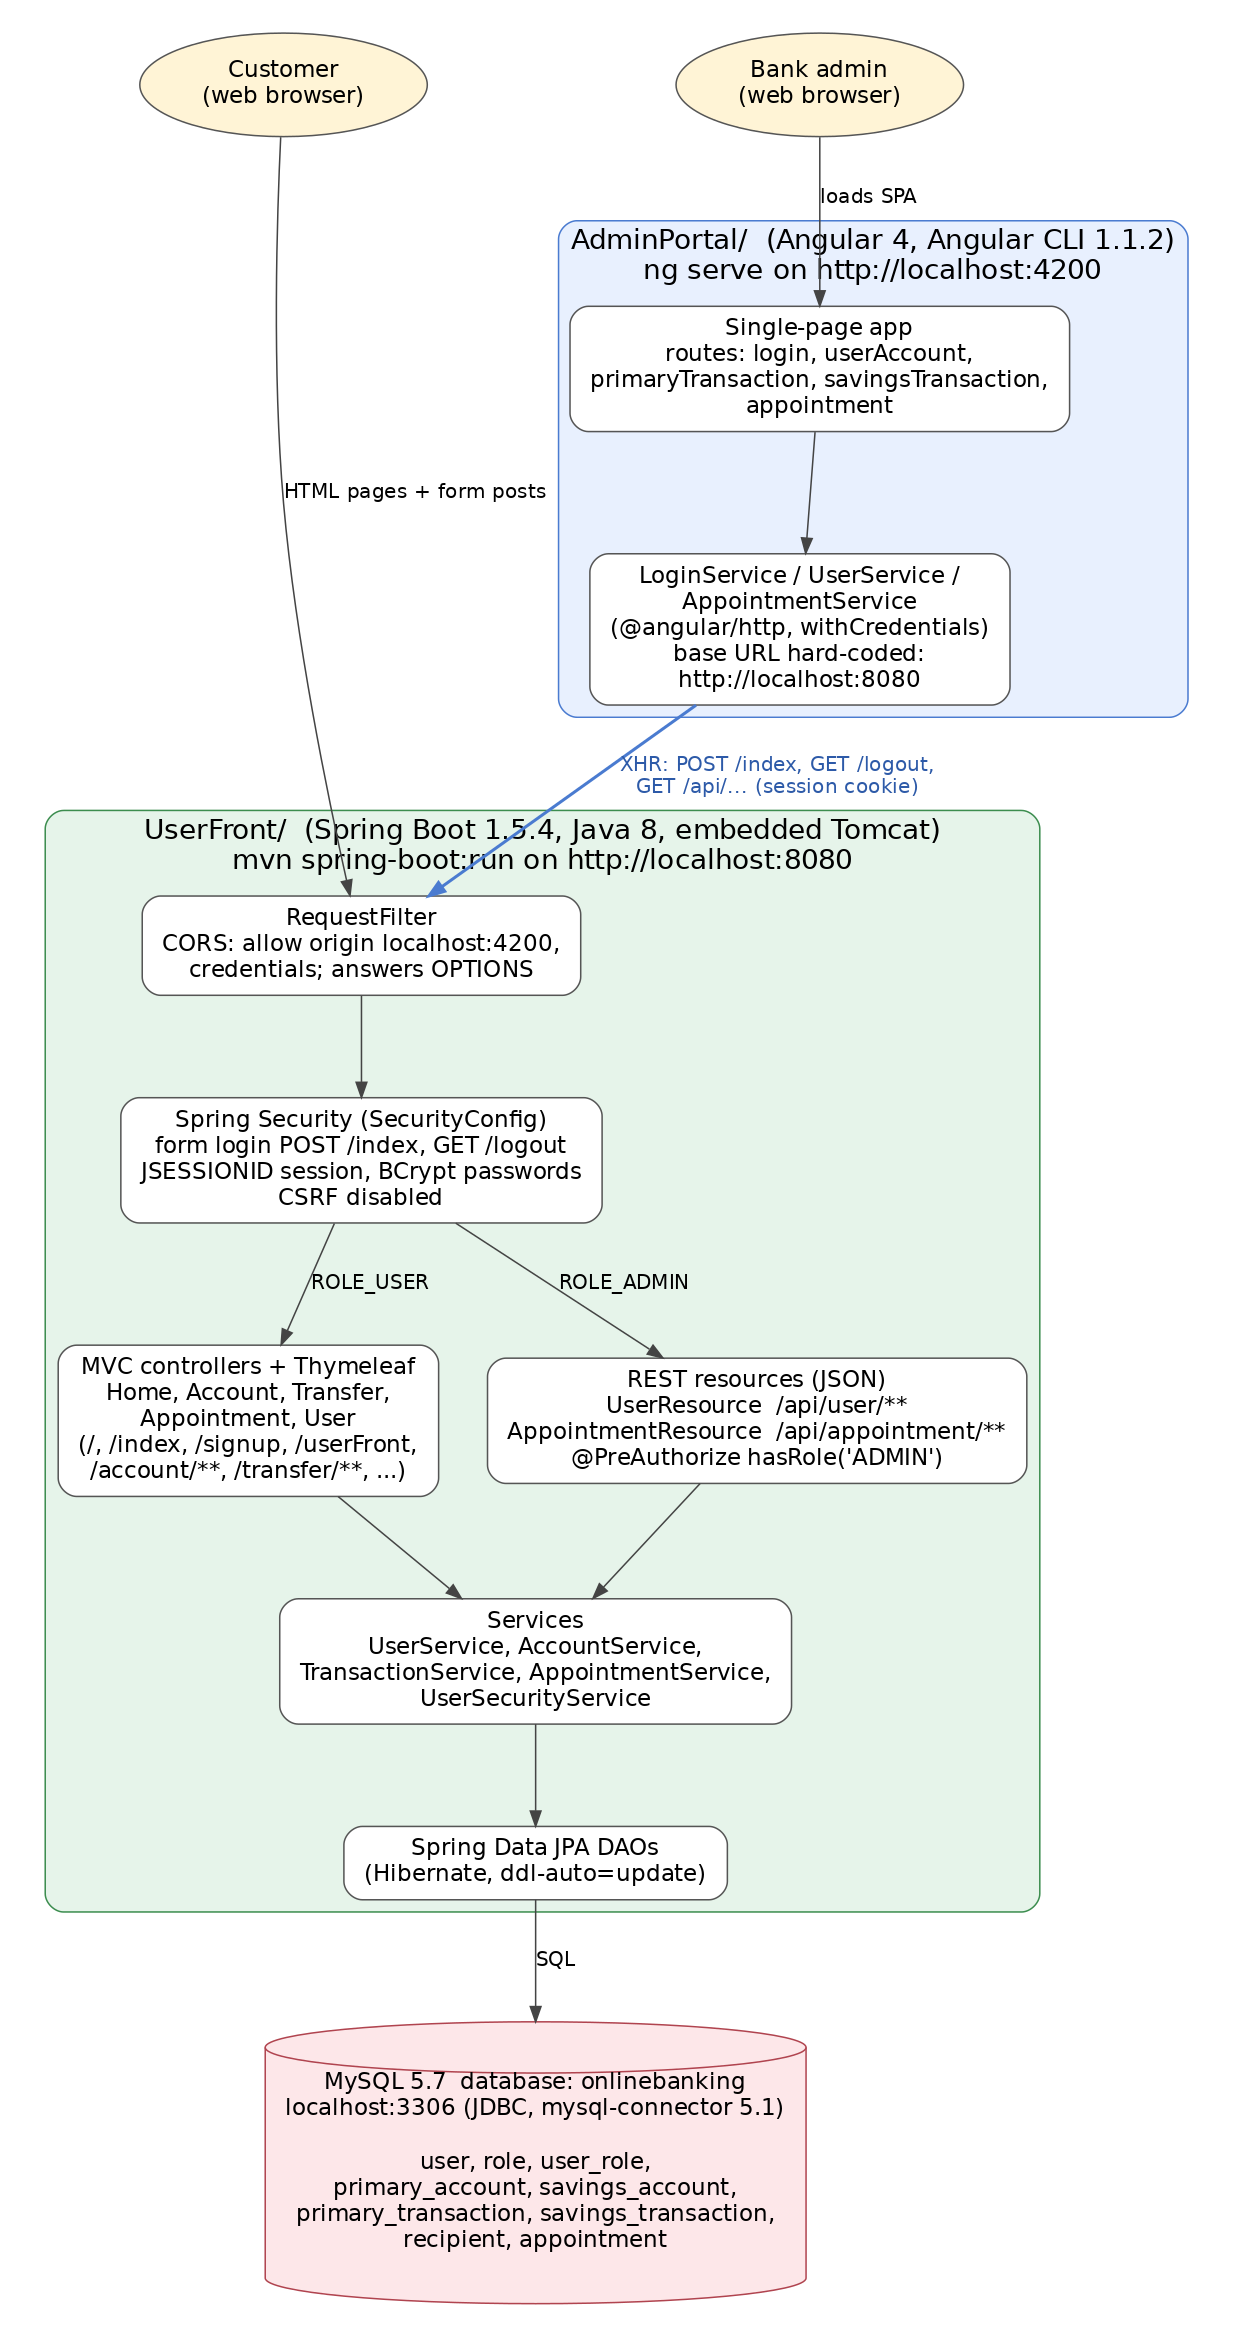 Customer
(web browser)
Bank admin
(web browser)
loads SPA
AdminPortal/  (Angular 4, Angular CLI 1.1.2)
ng serve on http://localhost:4200
Single-page app
routes: login, userAccount,
primaryTransaction, savingsTransaction,
appointment
HTML pages + form posts
LoginService / UserService /
AppointmentService
(@angular/http, withCredentials)
base URL hard-coded:
http://localhost:8080
XHR: POST /index, GET /logout,
GET /api/... (session cookie)
UserFront/  (Spring Boot 1.5.4, Java 8, embedded Tomcat)
mvn spring-boot:run on http://localhost:8080
RequestFilter
CORS: allow origin localhost:4200,
credentials; answers OPTIONS
Spring Security (SecurityConfig)
form login POST /index, GET /logout
JSESSIONID session, BCrypt passwords
CSRF disabled
ROLE_USER
ROLE_ADMIN
MVC controllers + Thymeleaf
Home, Account, Transfer,
Appointment, User
(/, /index, /signup, /userFront,
/account/**, /transfer/**, ...)
REST resources (JSON)
UserResource  /api/user/**
AppointmentResource  /api/appointment/**
@PreAuthorize hasRole('ADMIN')
Services
UserService, AccountService,
TransactionService, AppointmentService,
UserSecurityService
Spring Data JPA DAOs
(Hibernate, ddl-auto=update)
SQL
MySQL 5.7  database: onlinebanking
localhost:3306 (JDBC, mysql-connector 5.1)
user, role, user_role,
primary_account, savings_account,
primary_transaction, savings_transaction,
recipient, appointment